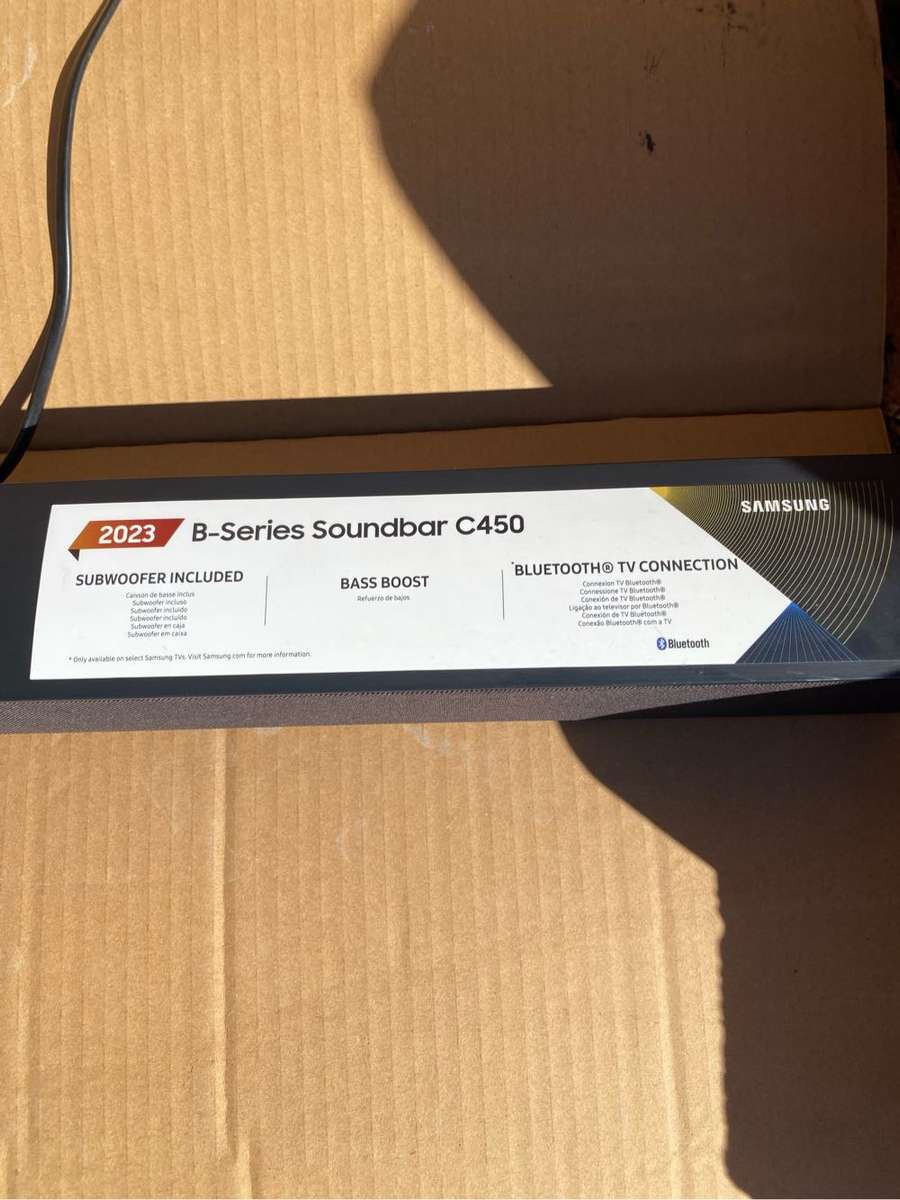 SAMSUNG
2023 B-Series Soundbar C450
SUBWOOFER INCLUDED
Caisson de basse inclus
Subwoofer incluso
Subwoofer incluido
Subwoofer incluído
Subwoofer en caja
Subwoofer em caixa
BASS BOOST
Refuerzo de bajos
*BLUETOOTH® TV CONNECTION
Connexion TV Bluetooth®
Connessione TV Bluetooth®
Conexión de TV Bluetooth®
Ligação ao televisor por Bluetooth®
Conexión de TV Bluetooth®
Conexão Bluetooth® com a TV
Bluetooth
* Only available on select Samsung TVs. Visit Samsung.com for more information.